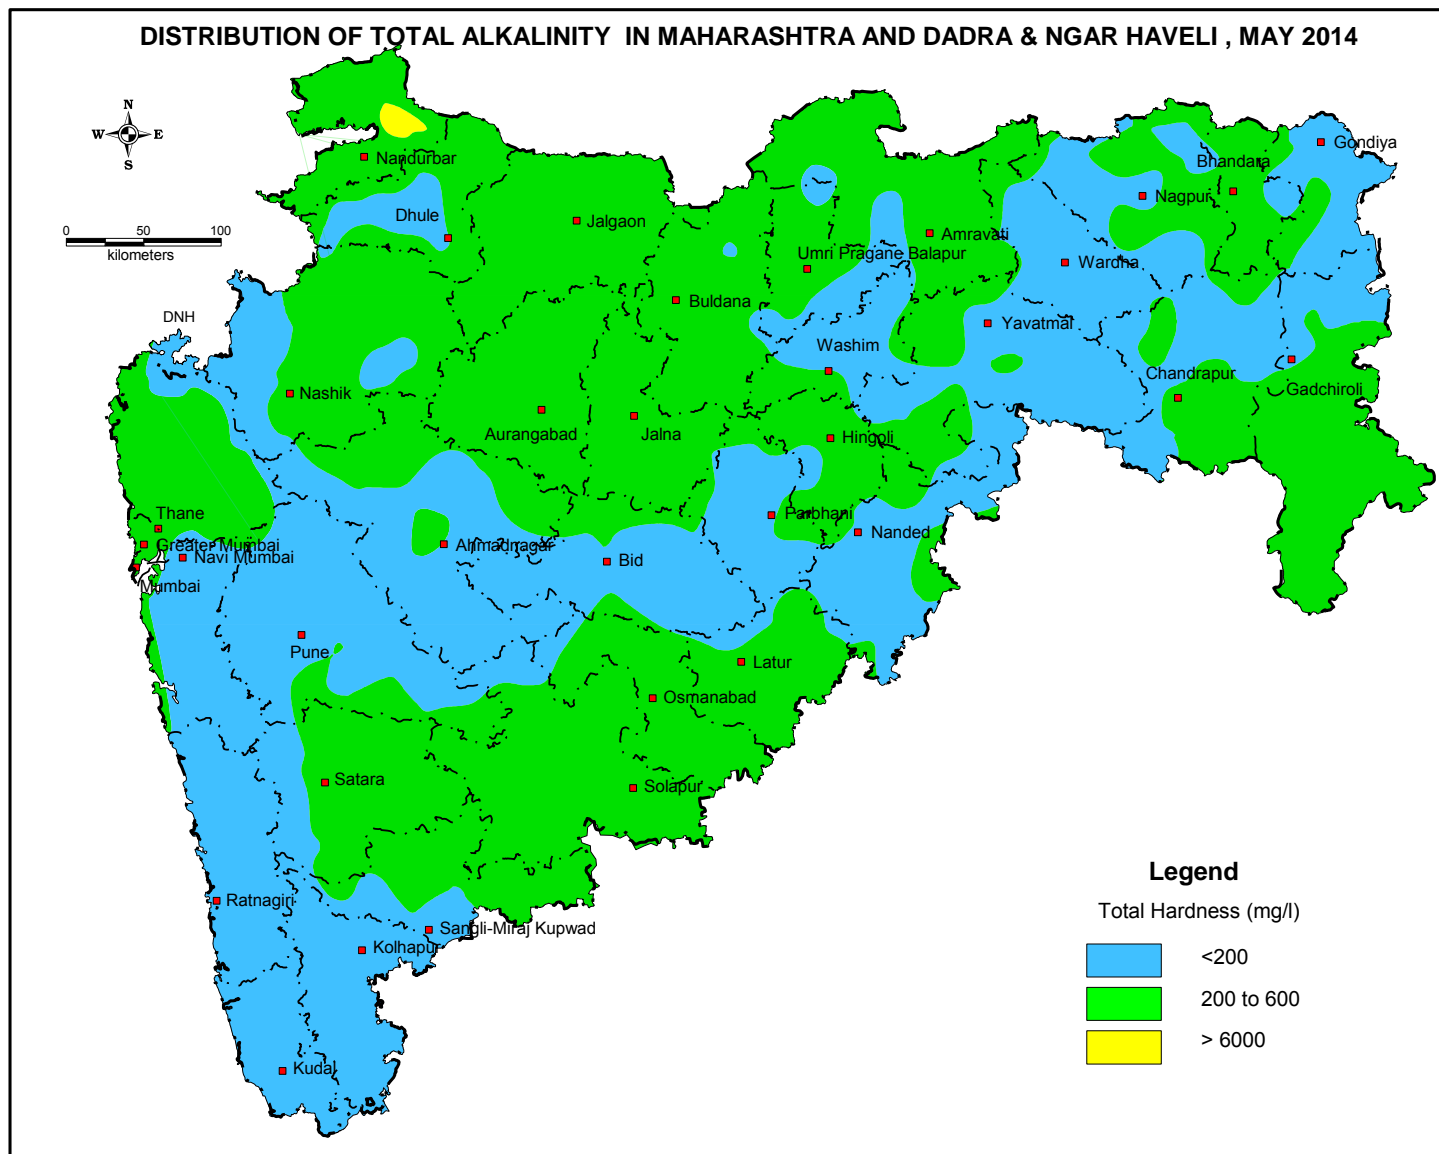 DISTRIBUTION OF TOTAL ALKALINITY IN MAHARASHTRA AND DADRA & NGAR HAVELI , MAY 2014
N
W E
S
0 50 100
kilometers
Nandurbar
Dhule
Jalgaon
Gondiya
Bhandara
Nagpur
Amravati
Umri Pragane Balapur
Wardha
Buldana
DNH
Yavatmal
Washim
Chandrapur
Gadchiroli
Nashik
Aurangabad
Jalna
Hingoli
Thane
Parbhani
Nanded
Greater Mumbai
Navi Mumbai
Mumbai
Ahmadnagar
Bid
Pune
Latur
Osmanabad
Satara
Solapur
Ratnagiri
Sangli-Miraj Kupwad
Kolhapur
Kudal
Legend
Total Hardness (mg/l)
<200
200 to 600
> 6000